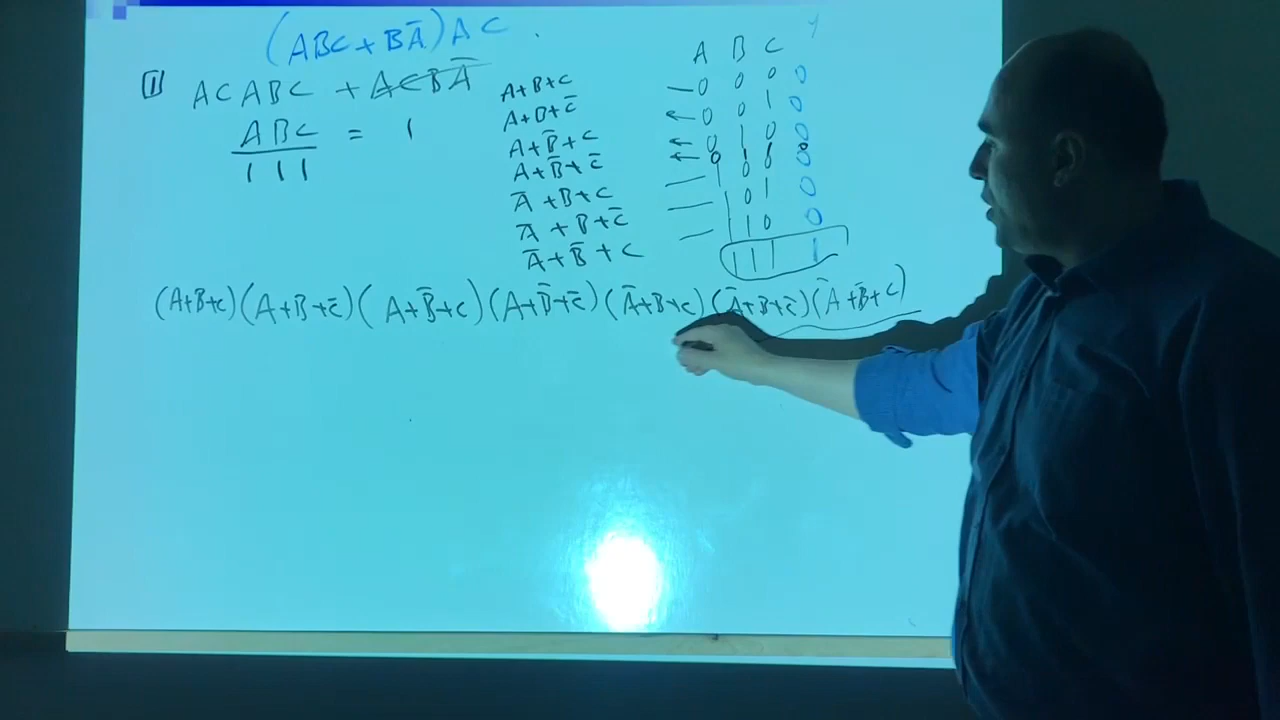 (ABC+BĀ)AC .
1 ACABC + ACBĀ
ABC = 1
1 1 1
A+B+C
A+B+C̄
A+B̄+C
A+B̄+C̄
Ā+B+C
Ā+B+C̄
Ā+B̄+C
A B C Y
0 0 0 0
0 0 1 0
0 1 0 0
0 1 1 0
1 0 0 0
1 0 1 0
1 1 0 0
1 1 1 1
(A+B+C)(A+B+C̄)(A+B̄+C)(A+B̄+C̄)(Ā+B+C)(Ā+B+C̄)(Ā+B̄+C)